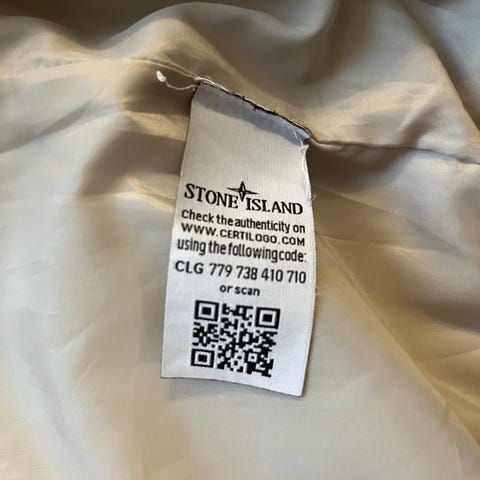 STONE ISLAND
Check the authenticity on
WWW.CERTILOGO.COM
using the following code:
CLG 779 738 410 710
or scan